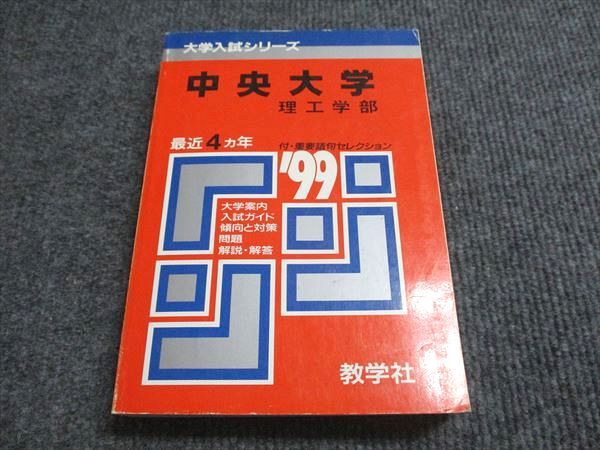 大学入試シリーズ
中央大学
理工学部
最近4ヵ年
付・重要語句セレクション
'99
大学案内
入試ガイド
傾向と対策
問題
解説・解答
教学社